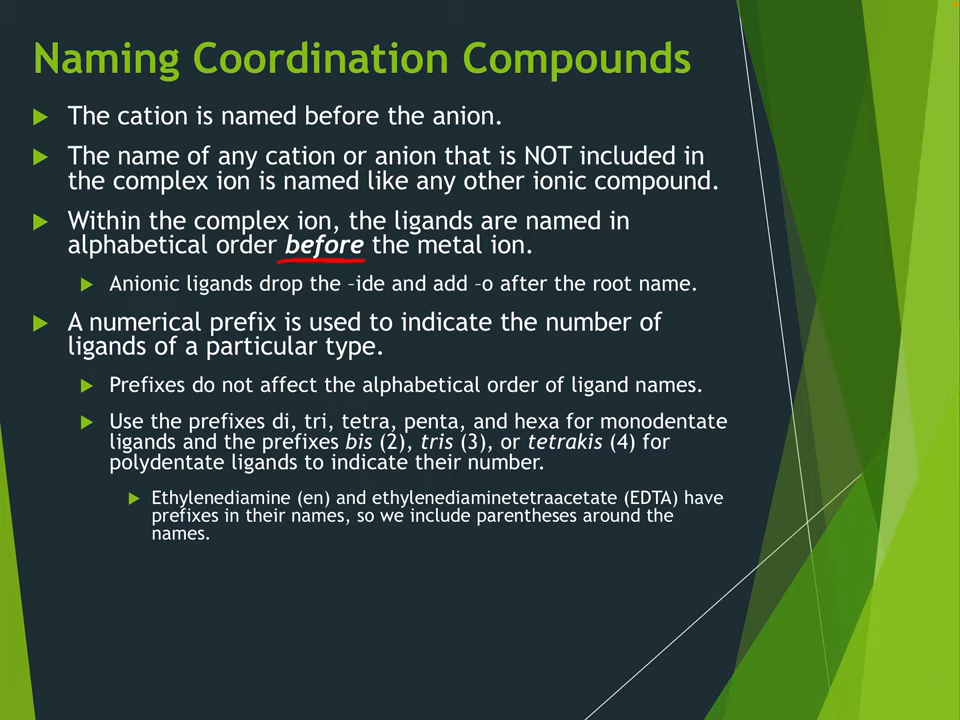 Naming Coordination Compounds
The cation is named before the anion.
The name of any cation or anion that is NOT included in
the complex ion is named like any other ionic compound.
Within the complex ion, the ligands are named in
alphabetical order before the metal ion.
Anionic ligands drop the –ide and add –o after the root name.
A numerical prefix is used to indicate the number of
ligands of a particular type.
Prefixes do not affect the alphabetical order of ligand names.
Use the prefixes di, tri, tetra, penta, and hexa for monodentate
ligands and the prefixes bis (2), tris (3), or tetrakis (4) for
polydentate ligands to indicate their number.
Ethylenediamine (en) and ethylenediaminetetraacetate (EDTA) have
prefixes in their names, so we include parentheses around the
names.